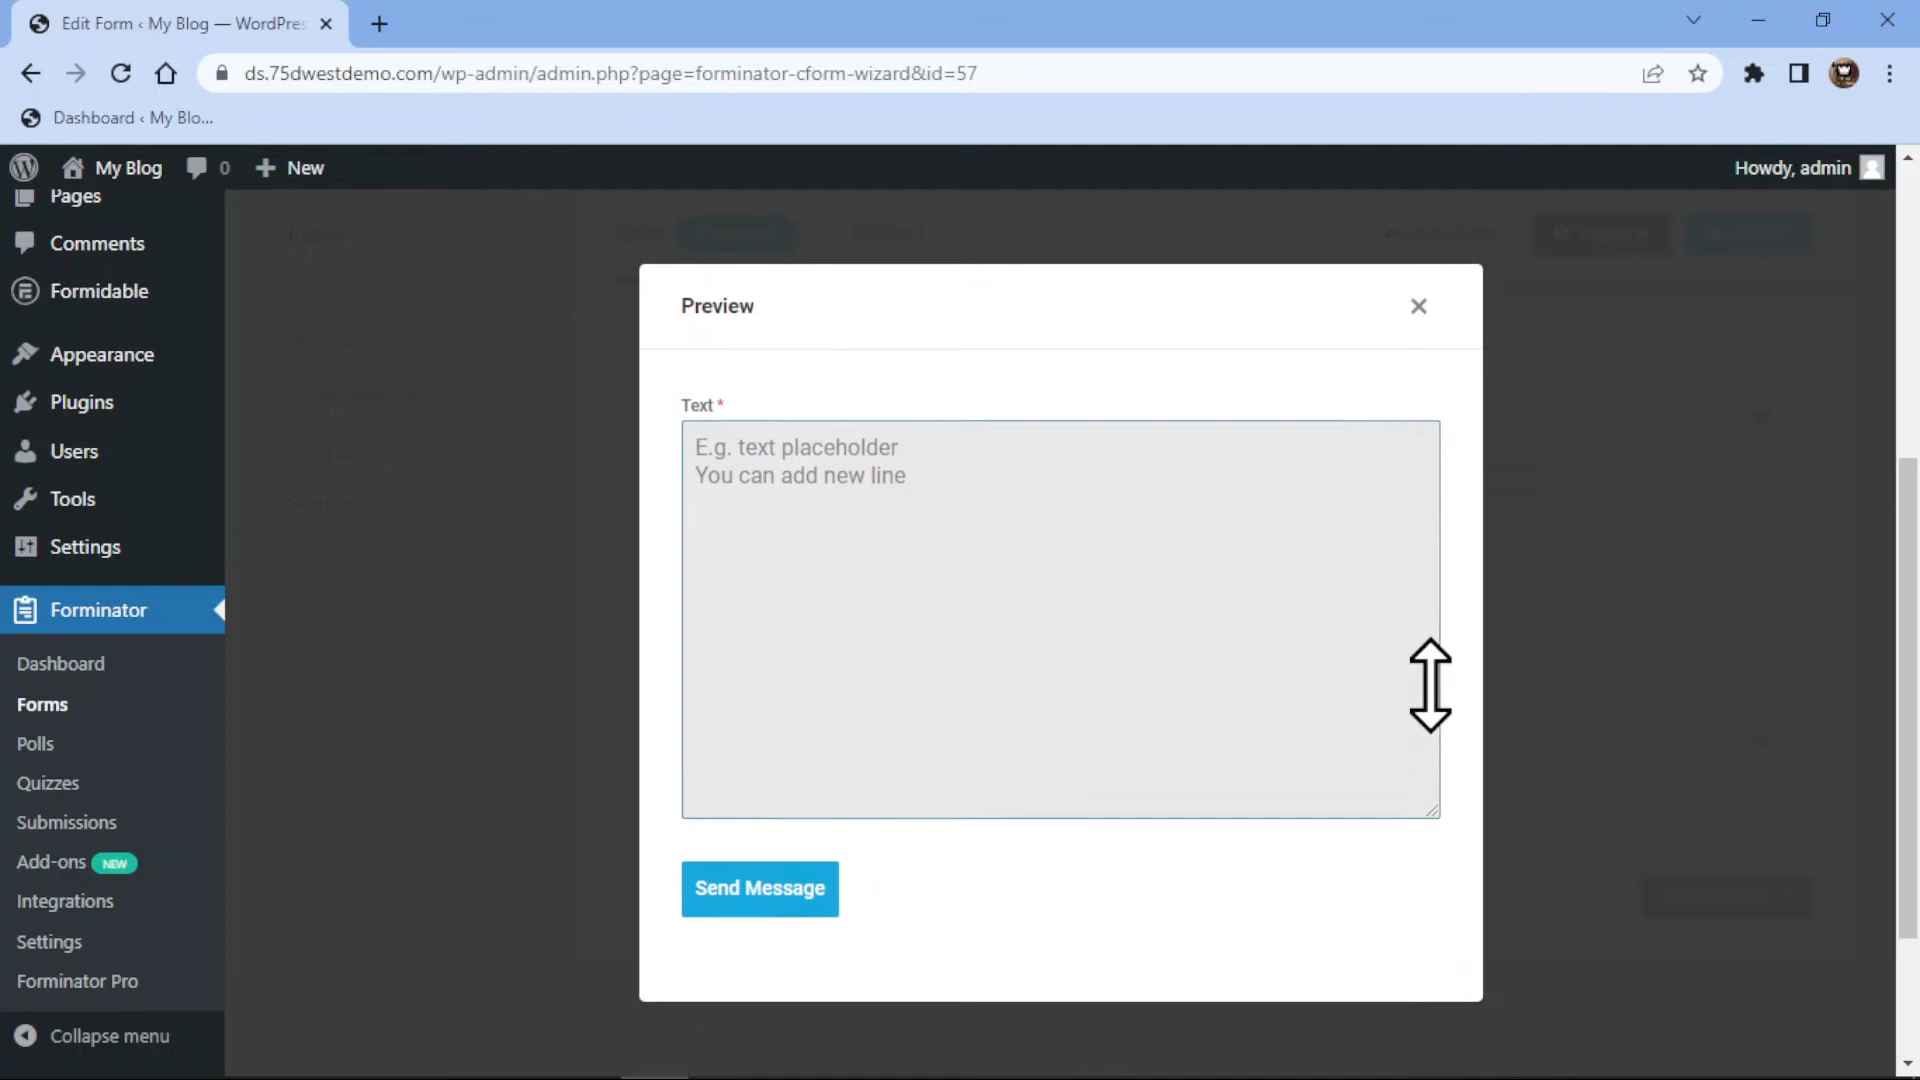 Edit Form ‹ My Blog — WordPres
ds.75dwestdemo.com/wp-admin/admin.php?page=forminator-cform-wizard&id=57
Dashboard ‹ My Blo...
My Blog
0
New
Howdy, admin
Pages
Comments
Formidable
Appearance
Plugins
Users
Tools
Settings
Forminator
Dashboard
Forms
Polls
Quizzes
Submissions
Add-ons NEW
Integrations
Settings
Forminator Pro
Collapse menu
Preview
Text *
E.g. text placeholder
You can add new line
Send Message